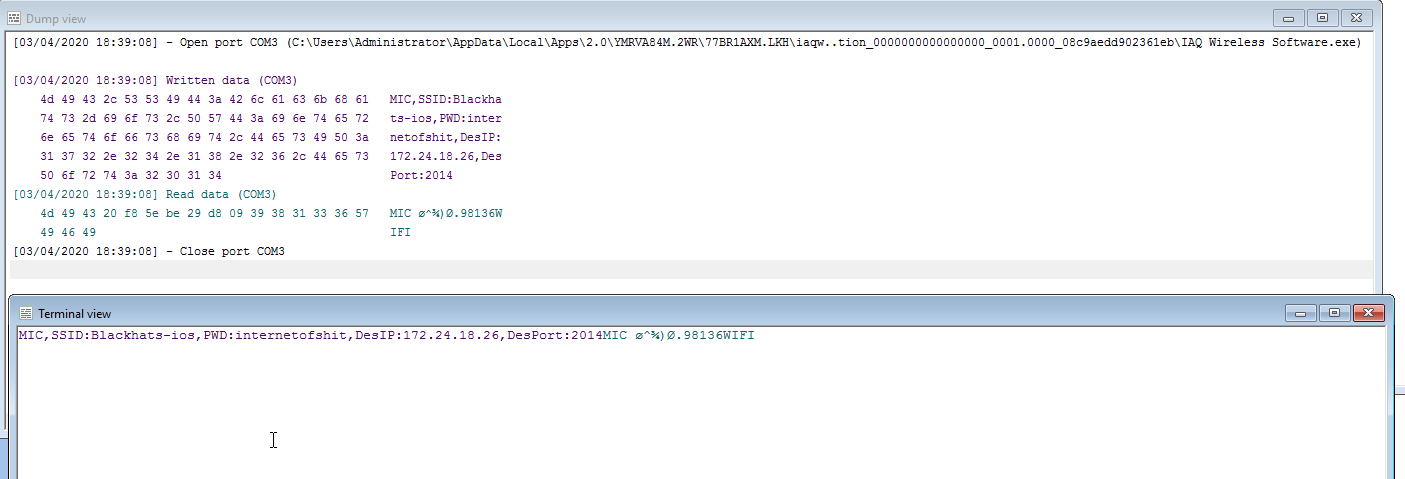 Dump view
[03/04/2020 18:39:08] - Open port COM3 (C:\Users\Administrator\AppData\Local\Apps\2.0\YMRVA84M.2WR\77BR1AXM.LKH\iaqw..tion_0000000000000000_0001.0000_08c9aedd902361eb\IAQ Wireless Software.exe)
[03/04/2020 18:39:08] Written data (COM3)
4d 49 43 2c 53 53 49 44 3a 42 6c 61 63 6b 68 61 MIC,SSID:Blackha
74 73 2d 69 6f 73 2c 50 57 44 3a 69 6e 74 65 72 ts-ios,PWD:inter
6e 65 74 6f 66 73 68 69 74 2c 44 65 73 49 50 3a netofshit,DesIP:
31 37 32 2e 32 34 2e 31 38 2e 32 36 2c 44 65 73 172.24.18.26,Des
50 6f 72 74 3a 32 30 31 34 Port:2014
[03/04/2020 18:39:08] Read data (COM3)
4d 49 43 20 f8 5e be 29 d8 09 39 38 31 33 36 57 MIC ø^¾)Ø.98136W
49 46 49 IFI
[03/04/2020 18:39:08] - Close port COM3
Terminal view
MIC,SSID:Blackhats-ios,PWD:internetofshit,DesIP:172.24.18.26,DesPort:2014MIC ø^¾)Ø.98136WIFI